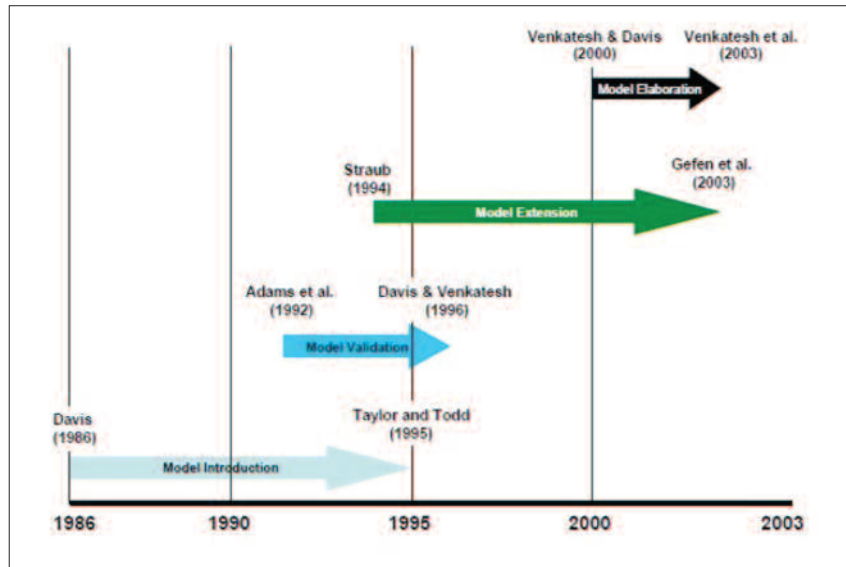 Venkatesh & Davis
(2000)
Venkatesh et al.
(2003)
Model Elaboration
Straub
(1994)
Gefen et al.
(2003)
Model Extension
Adams et al.
(1992)
Davis & Venkatesh
(1996)
Model Validation
Davis
(1986)
Taylor and Todd
(1995)
Model Introduction
1986
1990
1995
2000
2003